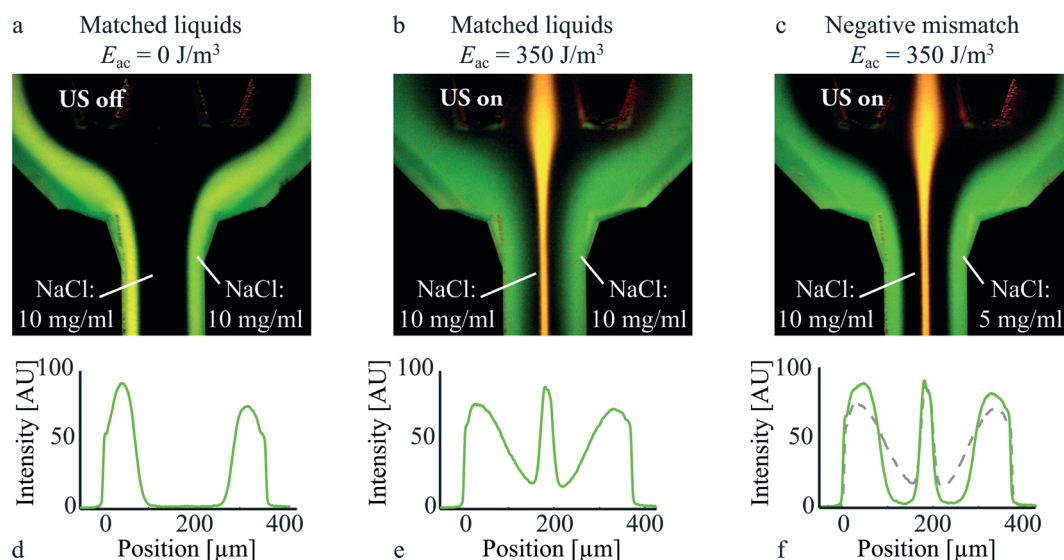 a Matched liquids
E_ac = 0 J/m³
US off
NaCl:
10 mg/ml
NaCl:
10 mg/ml
b Matched liquids
E_ac = 350 J/m³
US on
NaCl:
10 mg/ml
NaCl:
10 mg/ml
c Negative mismatch
E_ac = 350 J/m³
US on
NaCl:
10 mg/ml
NaCl:
5 mg/ml
Intensity [AU]
100
50
0
0 200 400
Position [µm]
d
Intensity [AU]
100
50
0
0 200 400
Position [µm]
e
Intensity [AU]
100
50
0
0 200 400
Position [µm]
f